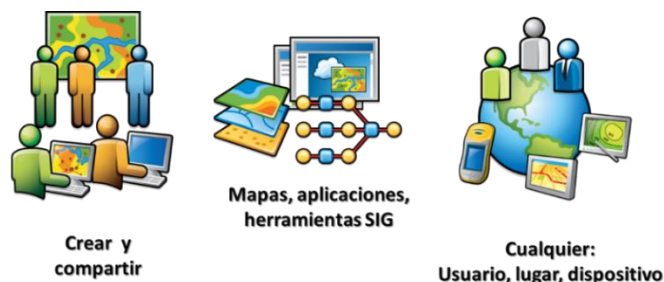 Crear y
compartir
Mapas, aplicaciones,
herramientas SIG
Cualquier:
Usuario, lugar, dispositivo